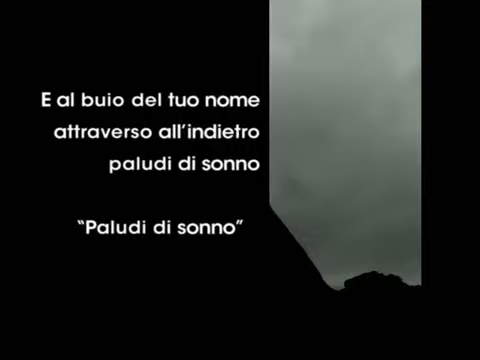 E al buio del tuo nome
attraverso all'indietro
paludi di sonno
“Paludi di sonno”